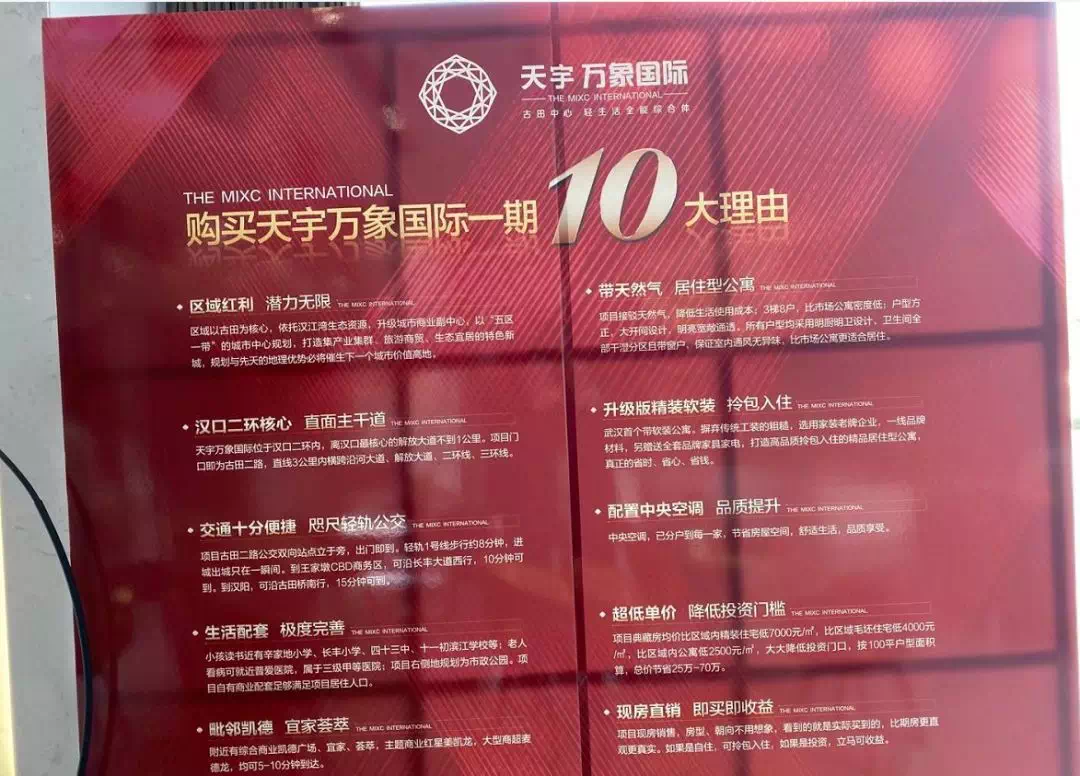 天宇 万象国际
THE MIXC INTERNATIONAL
古田中心 轻生活全能综合体
THE MIXC INTERNATIONAL
购买天宇万象国际一期10大理由
区域红利 潜力无限 THE MIXC INTERNATIONAL
区域以古田为核心，依托汉江湾生态资源，升级城市商业副中心，以“五区
一带”的城市中心规划，打造集产业集群、旅游商贸、生态宜居的特色新
城，规划与先天的地理优势必将催生下一个城市价值高地。
汉口二环核心 直面主干道 THE MIXC INTERNATIONAL
天宇万象国际位于汉口二环内，离汉口最核心的解放大道不到1公里。项目门
口即为古田二路，直线3公里内横跨沿河大道、解放大道、二环线、三环线。
交通十分便捷 咫尺轻轨公交 THE MIXC INTERNATIONAL
项目古田二路公交双向站点立于旁，出门即到。轻轨1号线步行约8分钟，进
城出城只在一瞬间。到王家墩CBD商务区，可沿长丰大道西行，10分钟可
到。到汉阳，可沿古田桥南行，15分钟可到。
生活配套 极度完善 THE MIXC INTERNATIONAL
小孩读书近有辛家地小学、长丰小学、四十三中、十一初滨江学校等；老人
看病可就近普爱医院，属于三级甲等医院；项目右侧地规划为市政公园。项
目自有商业配套足够满足项目居住人口。
毗邻凯德 宜家荟萃 THE MIXC INTERNATIONAL
附近有综合商业凯德广场、宜家、荟萃，主题商业红星美凯龙，大型商超麦
德龙，均可5-10分钟到达。
带天然气 居住型公寓 THE MIXC INTERNATIONAL
项目接驳天然气，降低生活使用成本；3梯8户，比市场公寓密度低；户型方
正，大开间设计，明亮宽敞通透，所有户型均采用明厨明卫设计，卫生间全
部干湿分区且带窗户，保证室内通风无异味，比市场公寓更适合居住。
升级版精装软装 拎包入住 THE MIXC INTERNATIONAL
武汉首个带软装公寓。摒弃传统工装的粗糙，选用家装老牌企业，一线品牌
材料，另赠送全套品牌家具家电，打造高品质拎包入住的精品居住型公寓，
真正的省时、省心、省钱。
配置中央空调 品质提升 THE MIXC INTERNATIONAL
中央空调，已分户到每一家，节省房屋空间，舒适生活，品质享受。
超低单价 降低投资门槛 THE MIXC INTERNATIONAL
项目典藏房均价比区域内精装住宅低7000元/㎡，比区域毛坯住宅低4000元
/㎡，比区域内公寓低2500元/㎡，大大降低投资门口，按100平户型面积
算，总价节省25万-70万。
现房直销 即买即收益 THE MIXC INTERNATIONAL
项目现房销售，房型、朝向不用想象，看到的就是实际买到的，比期房更直
观更真实。如果是自住，可拎包入住，如果是投资，立马可收益。